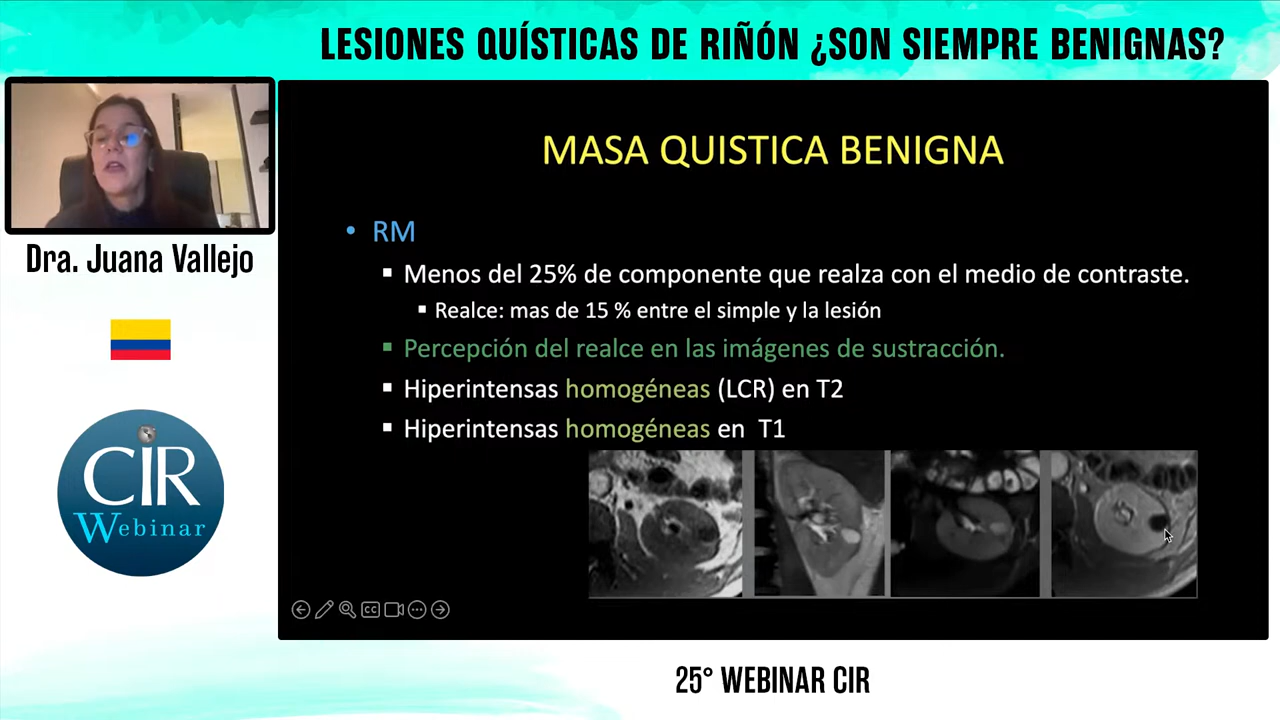 LESIONES QUÍSTICAS DE RIÑÓN ¿SON SIEMPRE BENIGNAS?
Dra. Juana Vallejo
CIR
Webinar
MASA QUISTICA BENIGNA
• RM
▪ Menos del 25% de componente que realza con el medio de contraste.
▪ Realce: mas de 15 % entre el simple y la lesión
▪ Percepción del realce en las imágenes de sustracción.
▪ Hiperintensas homogéneas (LCR) en T2
▪ Hiperintensas homogéneas en T1
CC
25° WEBINAR CIR